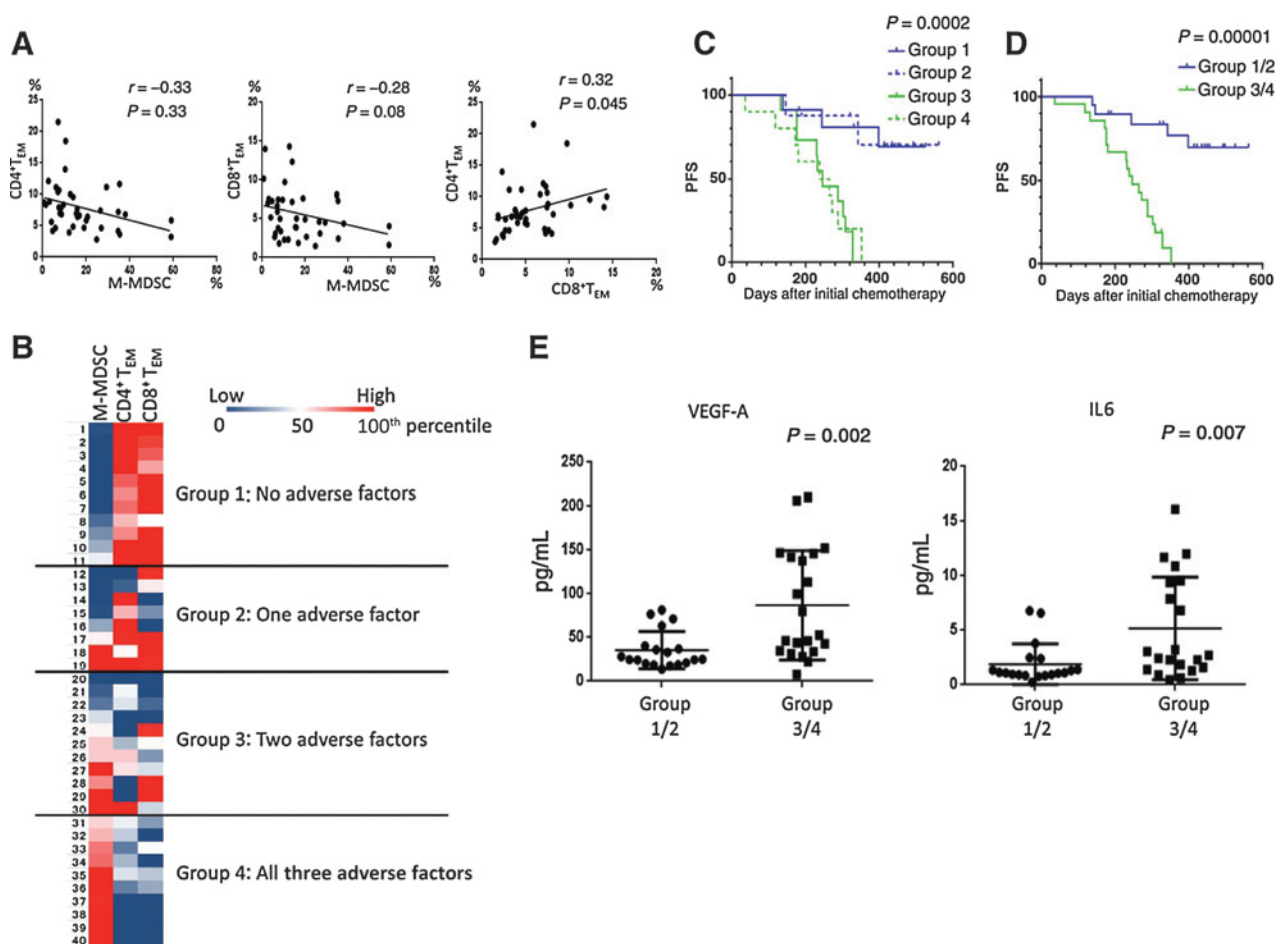 A
%
r = −0.33
P = 0.33
CD4⁺T_EM
25
20
15
10
5
0
0 20 40 60 80
M-MDSC %
%
r = −0.28
P = 0.08
CD8⁺T_EM
25
20
15
10
5
0
0 20 40 60 80
M-MDSC %
%
r = 0.32
P = 0.045
CD4⁺T_EM
25
20
15
10
5
0
0 5 10 15 20
CD8⁺T_EM %
C
P = 0.0002
Group 1
Group 2
Group 3
Group 4
PFS
100
50
0
0 200 400 600
Days after initial chemotherapy
D
P = 0.00001
Group 1/2
Group 3/4
PFS
100
50
0
0 200 400 600
Days after initial chemotherapy
B
M-MDSC
CD4⁺ T_EM
CD8⁺ T_EM
Low High
0 50 100th percentile
1
2
3
4
5
6
7
8
9
10
11
Group 1: No adverse factors
12
13
14
15
16
17
18
19
Group 2: One adverse factor
20
21
22
23
24
25
26
27
28
29
30
Group 3: Two adverse factors
31
32
33
34
35
36
37
38
39
40
Group 4: All three adverse factors
E
VEGF-A
P = 0.002
pg/mL
250
200
150
100
50
0
Group Group
1/2 3/4
IL6
P = 0.007
pg/mL
20
15
10
5
0
Group Group
1/2 3/4